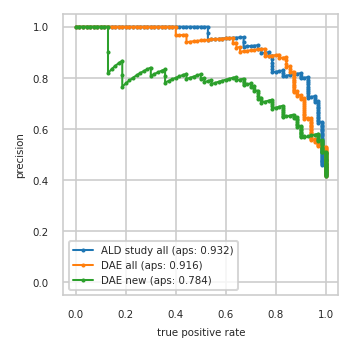 1.0
0.8
0.6
0.4
0.2
0.0
precision
ALD study all (aps: 0.932)
DAE all (aps: 0.916)
DAE new (aps: 0.784)
0.0 0.2 0.4 0.6 0.8 1.0
true positive rate